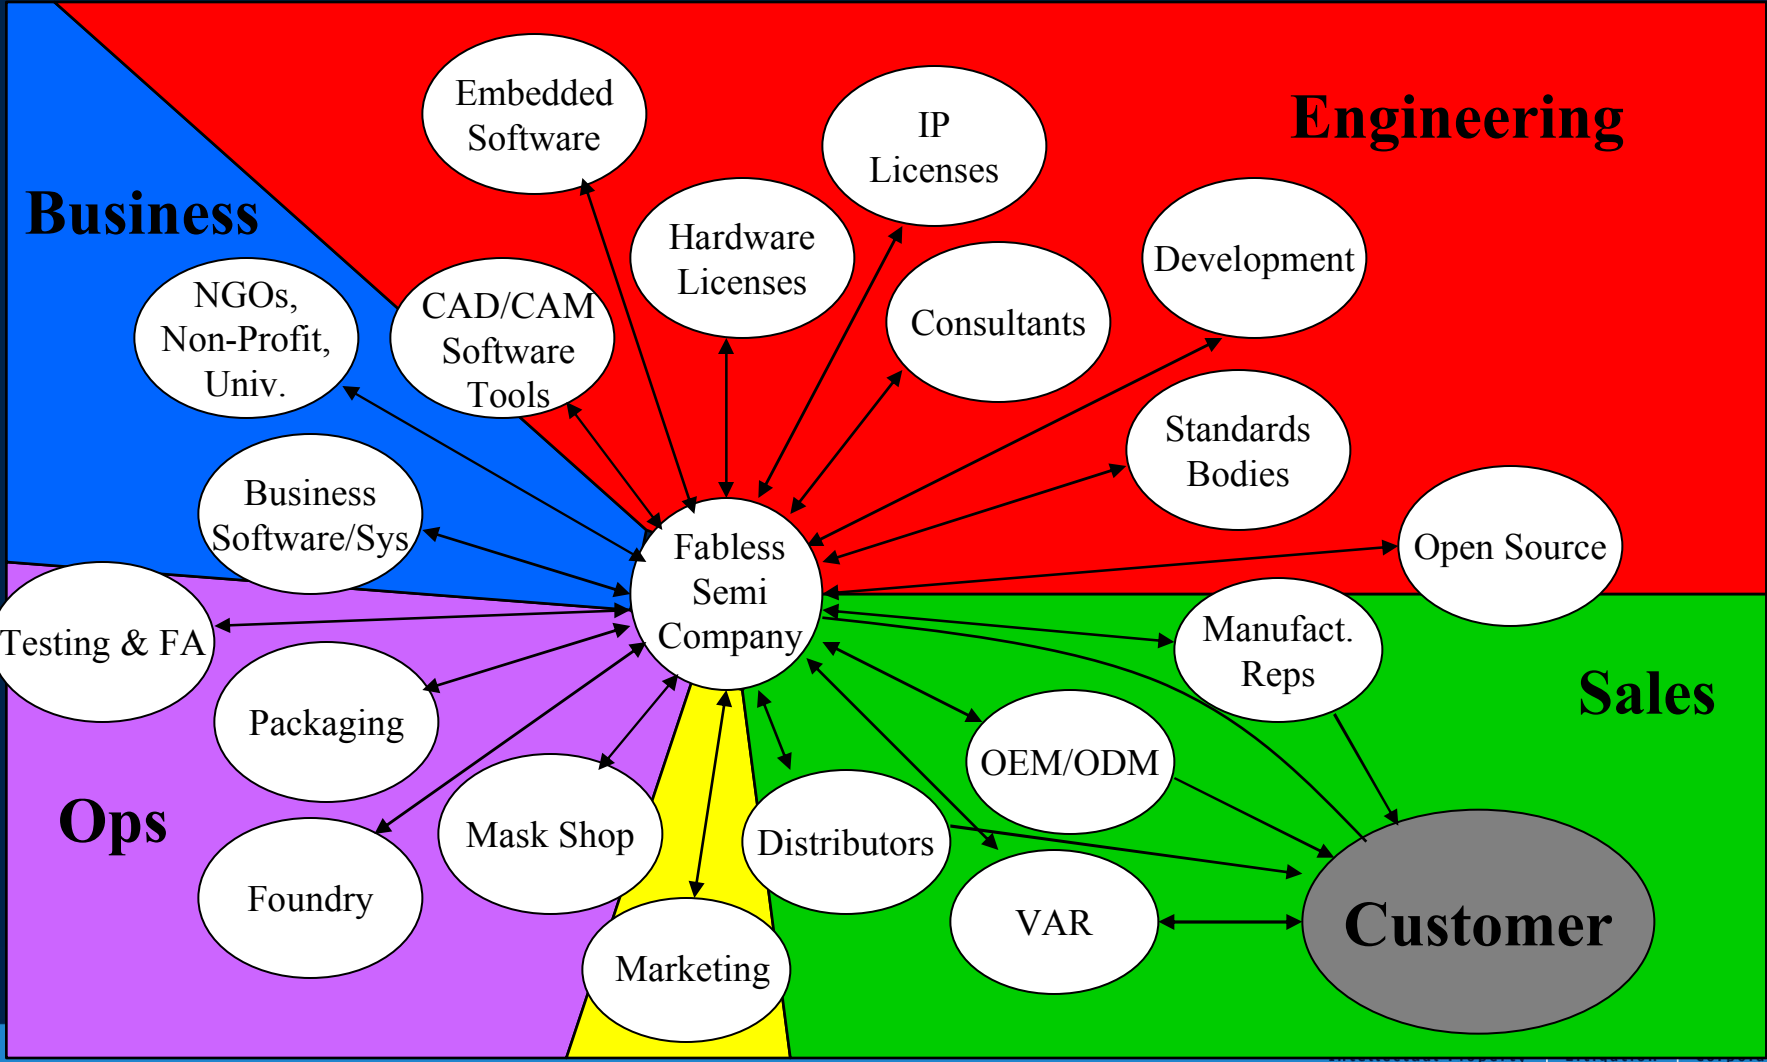 Embedded
Software
IP
Licenses
Engineering
Business
Hardware
Licenses
Development
NGOs,
Non-Profit,
Univ.
CAD/CAM
Software
Tools
Consultants
Standards
Bodies
Business
Software/Sys
Open Source
Fabless
Semi
Company
Testing & FA
Manufact.
Reps
Sales
Packaging
OEM/ODM
Ops
Mask Shop
Distributors
Foundry
VAR
Customer
Marketing